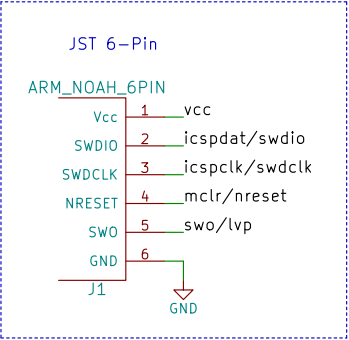 JST 6-Pin
ARM_NOAH_6PIN
Vcc 1 vcc
SWDIO 2 icspdat/swdio
SWDCLK 3 icspclk/swdclk
NRESET 4 mclr/nreset
SWO 5 swo/lvp
GND 6
J1
GND